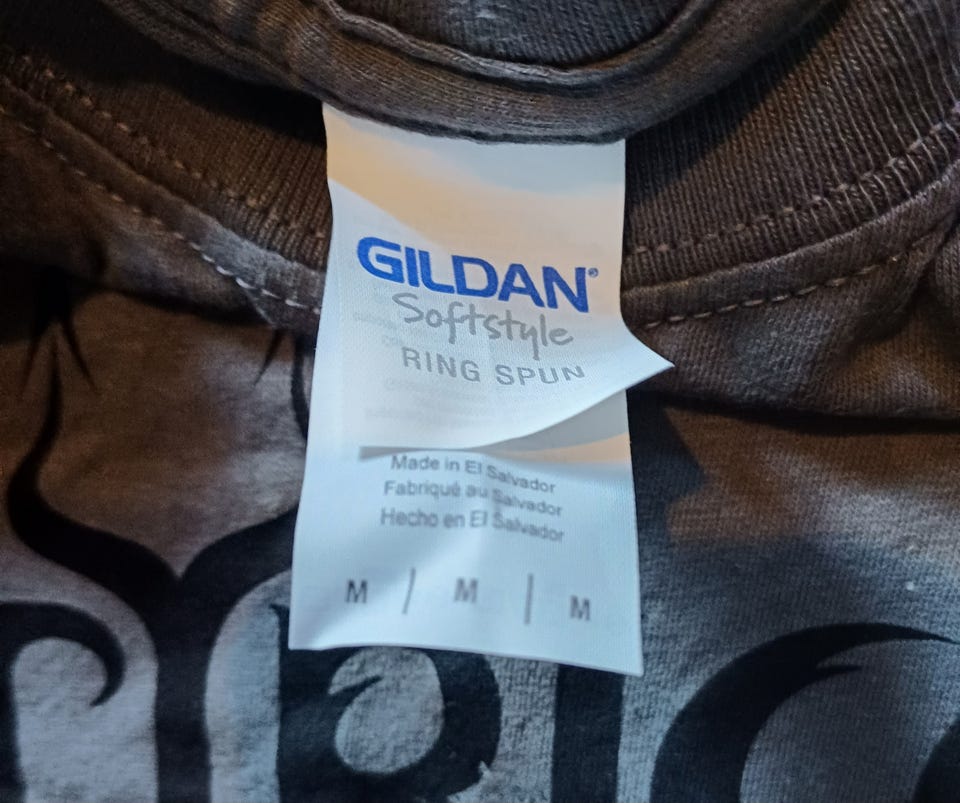 GILDAN®
Softstyle
RING SPUN
Made in El Salvador
Fabriqué au Salvador
Hecho en El Salvador
M / M | M